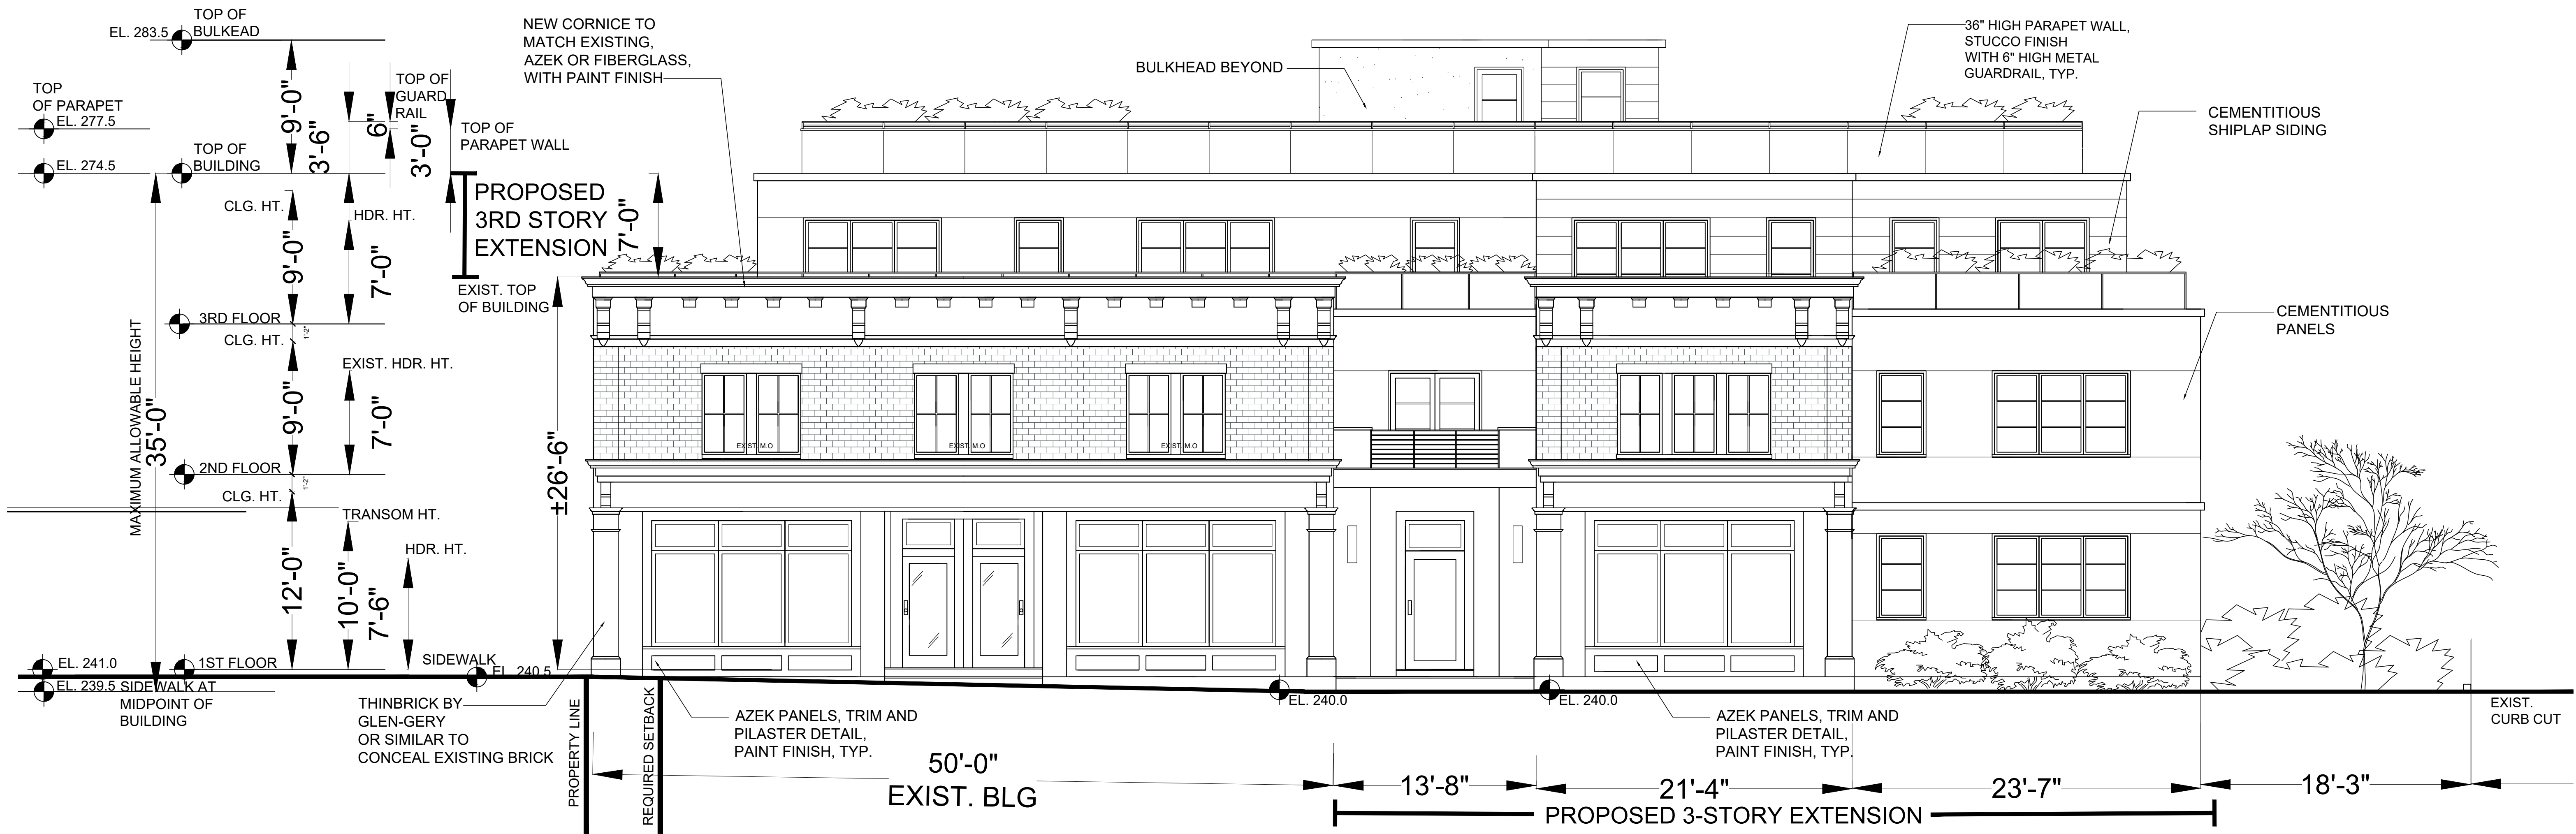 TOP OF
BULKEAD
EL. 283.5
TOP
OF PARAPET
EL. 277.5
TOP OF
GUARD
RAIL
TOP OF
PARAPET WALL
9'-0"
3'-6"
6"
3'-0"
TOP OF
BUILDING
EL. 274.5
NEW CORNICE TO
MATCH EXISTING,
AZEK OR FIBERGLASS,
WITH PAINT FINISH
BULKHEAD BEYOND
36" HIGH PARAPET WALL,
STUCCO FINISH
WITH 6" HIGH METAL
GUARDRAIL, TYP.
CEMENTITIOUS
SHIPLAP SIDING
CEMENTITIOUS
PANELS
PROPOSED
3RD STORY
EXTENSION
7'-0"
CLG. HT.
HDR. HT.
9'-0"
7'-0"
EXIST. TOP
OF BUILDING
3RD FLOOR
1'-2"
CLG. HT.
MAXIMUM ALLOWABLE HEIGHT
35'-0"
EXIST. HDR. HT.
9'-0"
7'-0"
±26'-6"
EXIST. M.O
EXIST. M.O
EXIST. M.O
2ND FLOOR
1'-2"
CLG. HT.
TRANSOM HT.
HDR. HT.
12'-0"
10'-0"
7'-6"
EL. 241.0
1ST FLOOR
SIDEWALK
EL. 240.5
EL. 239.5
SIDEWALK AT
MIDPOINT OF
BUILDING
EL. 240.0
EL. 240.0
THINBRICK BY
GLEN-GERY
OR SIMILAR TO
CONCEAL EXISTING BRICK
PROPERTY LINE
REQUIRED SETBACK
AZEK PANELS, TRIM AND
PILASTER DETAIL,
PAINT FINISH, TYP.
AZEK PANELS, TRIM AND
PILASTER DETAIL,
PAINT FINISH, TYP.
EXIST.
CURB CUT
50'-0"
EXIST. BLG
13'-8"
21'-4"
23'-7"
18'-3"
PROPOSED 3-STORY EXTENSION